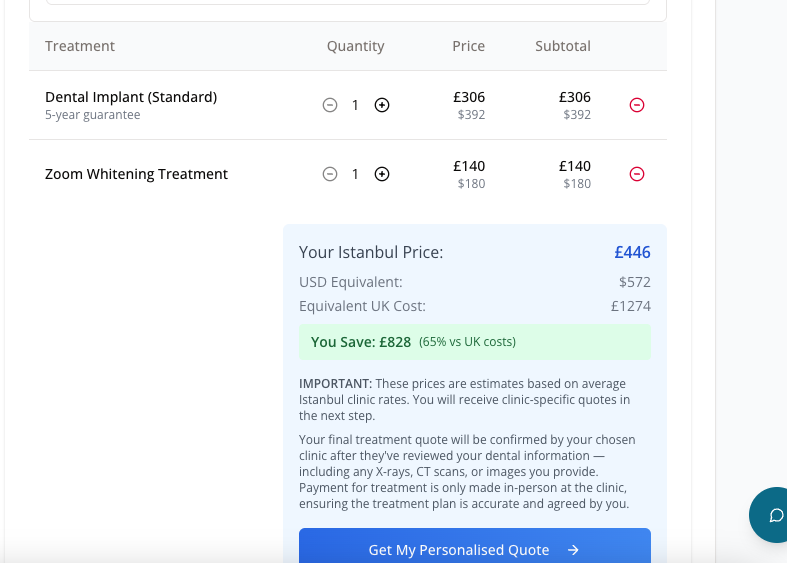 Treatment Quantity Price Subtotal
Dental Implant (Standard) 1 £306 £306
5-year guarantee $392 $392
Zoom Whitening Treatment 1 £140 £140
$180 $180
Your Istanbul Price: £446
USD Equivalent: $572
Equivalent UK Cost: £1274
You Save: £828 (65% vs UK costs)
IMPORTANT: These prices are estimates based on average
Istanbul clinic rates. You will receive clinic-specific quotes in
the next step.
Your final treatment quote will be confirmed by your chosen
clinic after they've reviewed your dental information —
including any X-rays, CT scans, or images you provide.
Payment for treatment is only made in-person at the clinic,
ensuring the treatment plan is accurate and agreed by you.
Get My Personalised Quote →